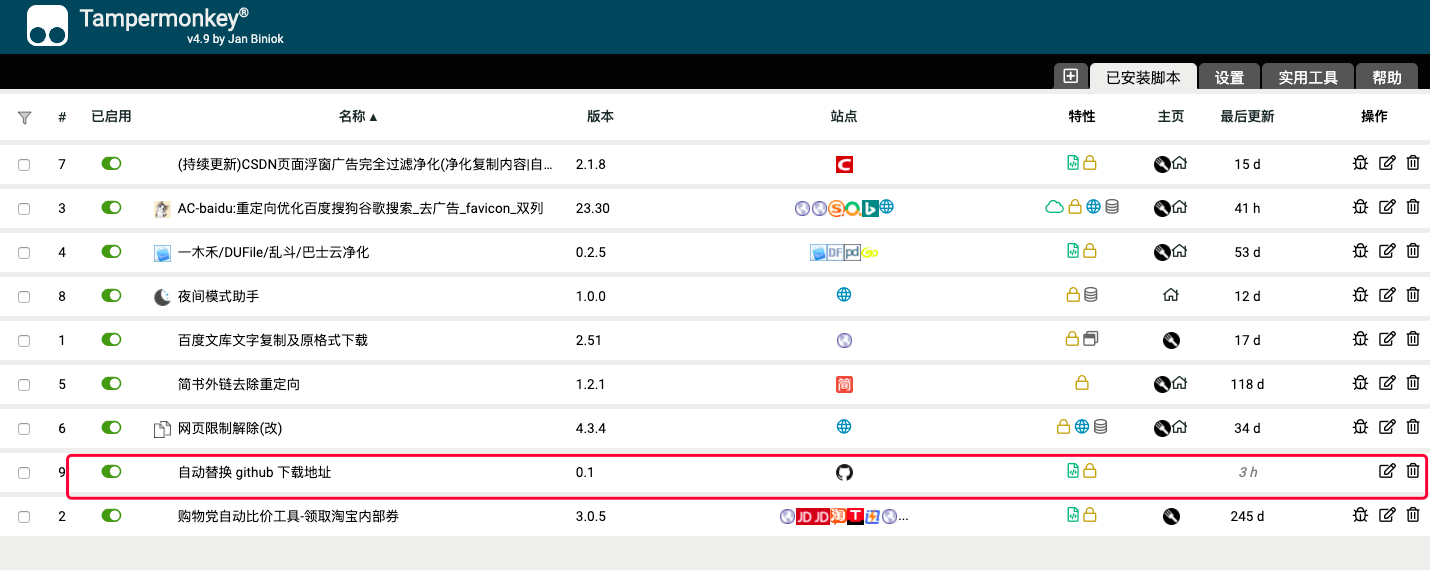 Tampermonkey®
v4.9 by Jan Biniok
已安装脚本 设置 实用工具 帮助
# 已启用 名称 ▲ 版本 站点 特性 主页 最后更新 操作
7 (持续更新)CSDN页面浮窗广告完全过滤净化(净化复制内容|自... 2.1.8 C 15 d
3 AC-baidu:重定向优化百度搜狗谷歌搜索_去广告_favicon_双列 23.30 S b 41 h
4 一木禾/DUFile/乱斗/巴士云净化 0.2.5 DF pd 53 d
8 夜间模式助手 1.0.0 12 d
1 百度文库文字复制及原格式下载 2.51 17 d
5 简书外链去除重定向 1.2.1 简 118 d
6 网页限制解除(改) 4.3.4 34 d
9 自动替换 github 下载地址 0.1 3 h
2 购物党自动比价工具-领取淘宝内部券 3.0.5 JD JD 淘 T ... 245 d